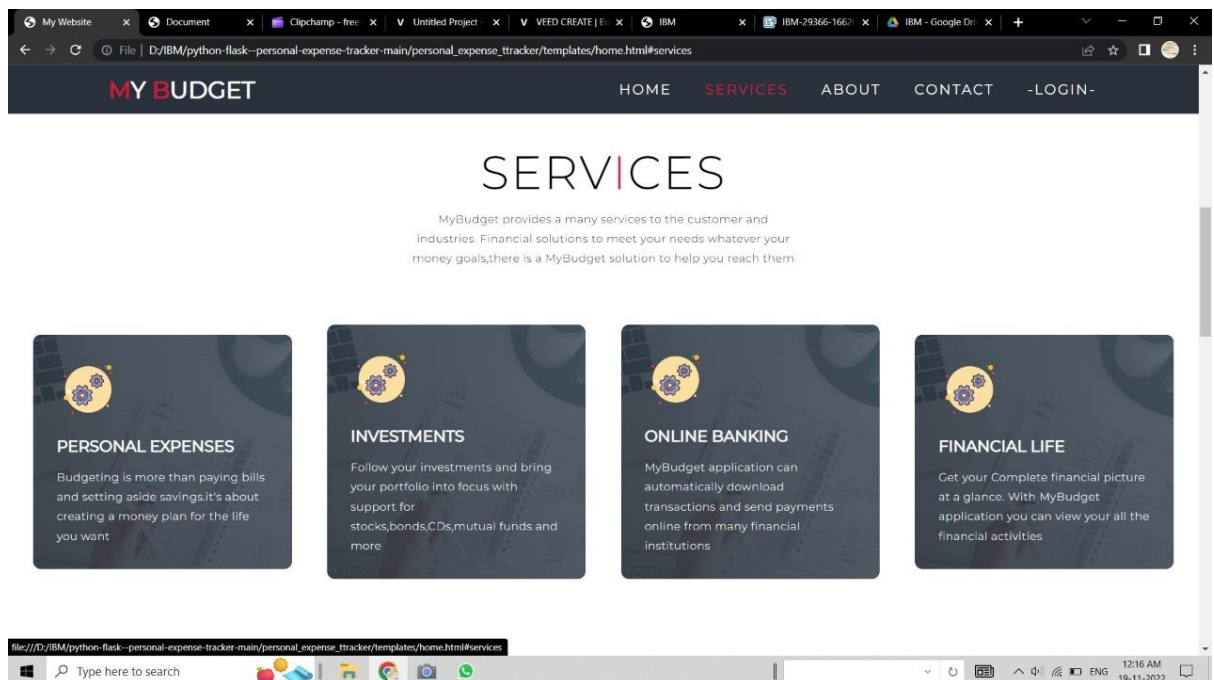 My Website
Document
Clipchamp - free
Untitled Project -
VEED CREATE | Ec
IBM
IBM-29366-1662
IBM - Google Dri
File | D:/IBM/python-flask--personal-expense-tracker-main/personal_expense_ttracker/templates/home.html#services
MY BUDGET
HOME SERVICES ABOUT CONTACT -LOGIN-
SERVICES
MyBudget provides a many services to the customer and
industries. Financial solutions to meet your needs whatever your
money goals,there is a MyBudget solution to help you reach them
PERSONAL EXPENSES
Budgeting is more than paying bills
and setting aside savings.it's about
creating a money plan for the life
you want
INVESTMENTS
Follow your investments and bring
your portfolio into focus with
support for
stocks,bonds,CDs,mutual funds and
more
ONLINE BANKING
MyBudget application can
automatically download
transactions and send payments
online from many financial
institutions
FINANCIAL LIFE
Get your Complete financial picture
at a glance. With MyBudget
application you can view your all the
financial activities
file:///D:/IBM/python-flask--personal-expense-tracker-main/personal_expense_ttracker/templates/home.html#services
Type here to search
ENG
12:16 AM
19-11-2022